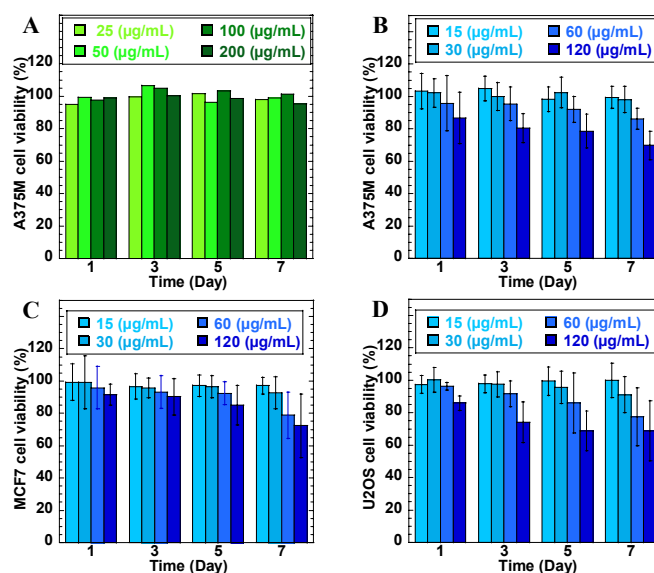 A
25 (µg/mL) 100 (µg/mL)
50 (µg/mL) 200 (µg/mL)
A375M cell viability (%)
120
100
80
60
40
20
0
1 3 5 7
Time (Day)
B
15 (µg/mL) 60 (µg/mL)
30 (µg/mL) 120 (µg/mL)
A375M cell viability (%)
120
100
80
60
40
20
0
1 3 5 7
Time (Day)
C
15 (µg/mL) 60 (µg/mL)
30 (µg/mL) 120 (µg/mL)
MCF7 cell viability (%)
120
100
80
60
40
20
0
1 3 5 7
Time (Day)
D
15 (µg/mL) 60 (µg/mL)
30 (µg/mL) 120 (µg/mL)
U2OS cell viability (%)
120
100
80
60
40
20
0
1 3 5 7
Time (Day)